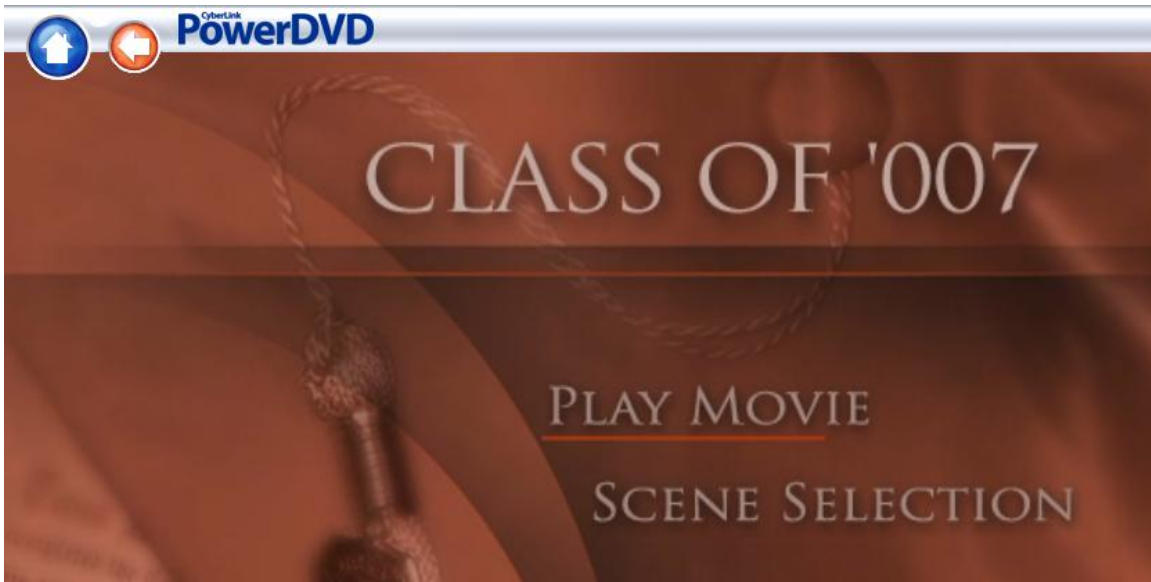 CyberLink
PowerDVD
CLASS OF '007
PLAY MOVIE
SCENE SELECTION